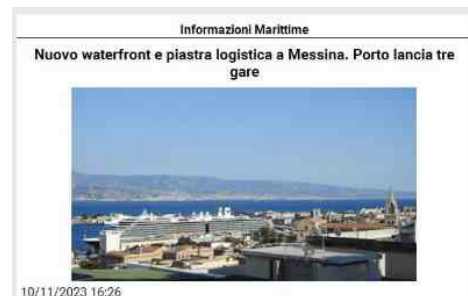 Informazioni Marittime
Nuovo waterfront e piastra logistica a Messina. Porto lancia tre
gare
10/11/2023 16:26